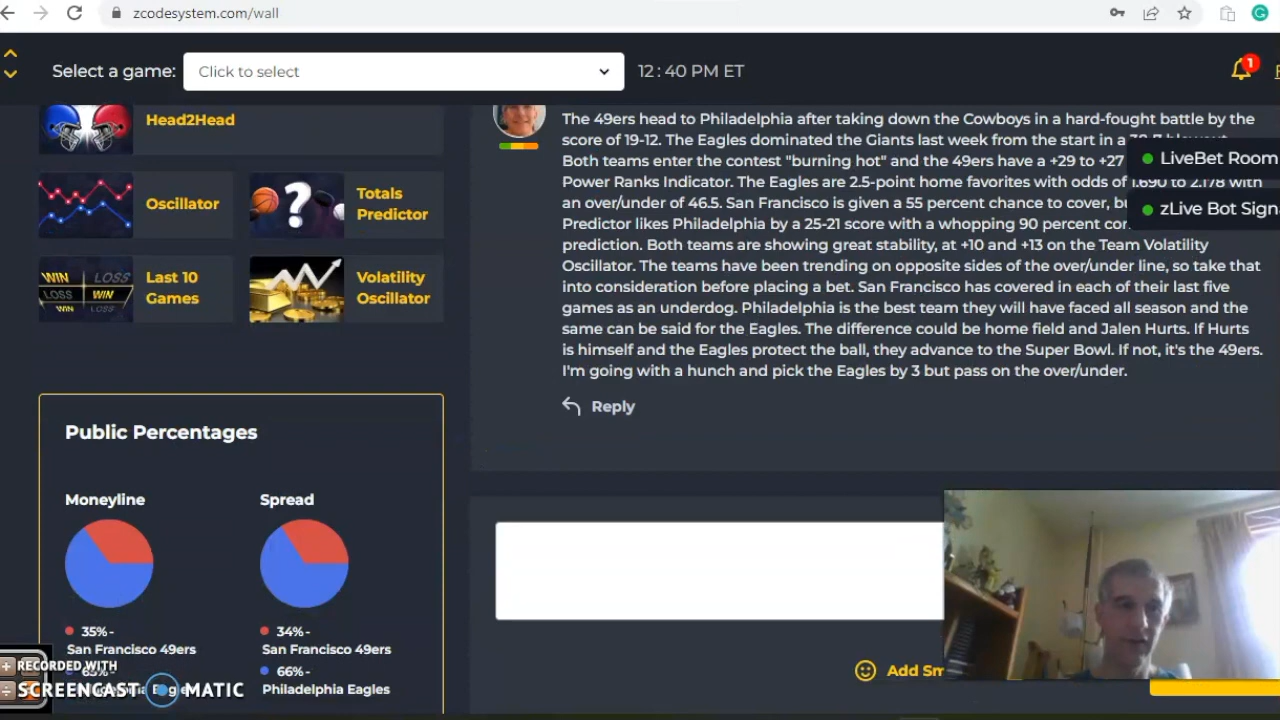 zcodesystem.com/wall
1
Select a game:
Click to select
12:40 PM ET
Head2Head
Oscillator
Totals
Predictor
WIN LOSS
LOSS WIN
WIN LOSS
Last 10
Games
Volatility
Oscillator
The 49ers head to Philadelphia after taking down the Cowboys in a hard-fought battle by the
score of 19-12. The Eagles dominated the Giants last week from the start in a
Both teams enter the contest "burning hot" and the 49ers have a +29 to +27
Power Ranks Indicator. The Eagles are 2.5-point home favorites with odds of 1.690 to 2.178 with
an over/under of 46.5. San Francisco is given a 55 percent chance to cover,
Predictor likes Philadelphia by a 25-21 score with a whopping 90 percent
prediction. Both teams are showing great stability, at +10 and +13 on the Team Volatility
Oscillator. The teams have been trending on opposite sides of the over/under line, so take that
into consideration before placing a bet. San Francisco has covered in each of their last five
games as an underdog. Philadelphia is the best team they will have faced all season and the
same can be said for the Eagles. The difference could be home field and Jalen Hurts. If Hurts
is himself and the Eagles protect the ball, they advance to the Super Bowl. If not, it's the 49ers.
I'm going with a hunch and pick the Eagles by 3 but pass on the over/under.
LiveBet Room
zLive Bot Sign
Reply
Public Percentages
Moneyline
Spread
35% -
San Francisco 49ers
34% -
San Francisco 49ers
66% -
Philadelphia Eagles
Add Sm
RECORDED WITH
SCREENCAST MATIC